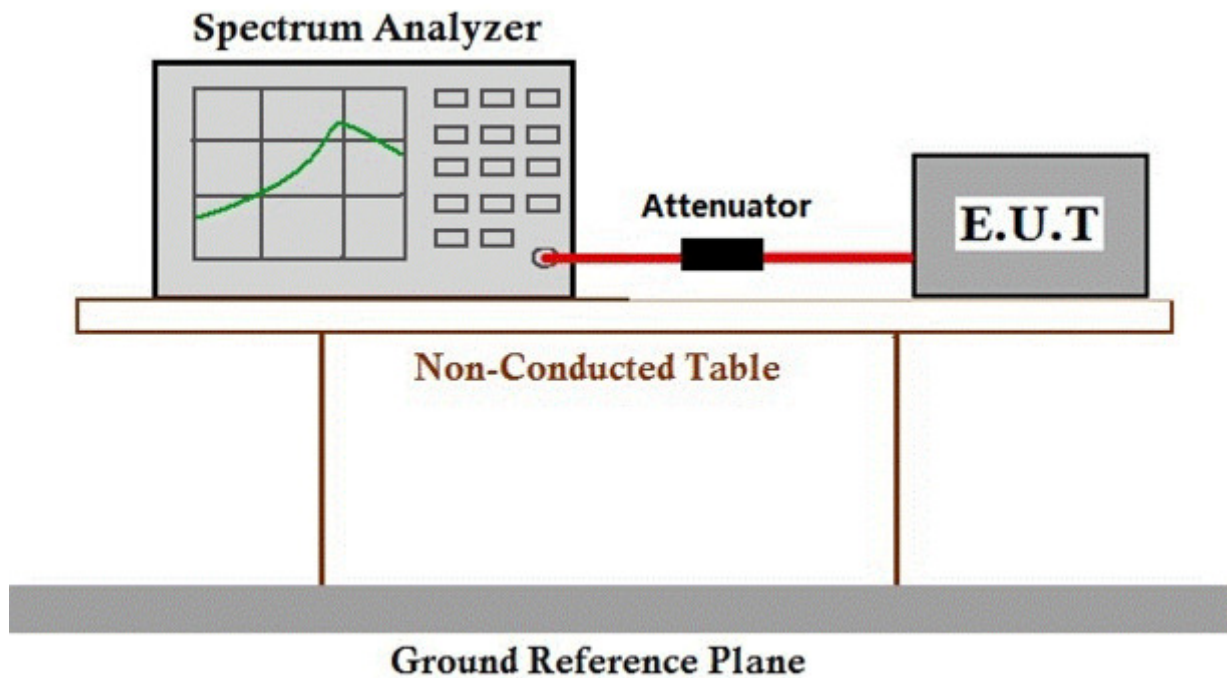 Spectrum Analyzer
Attenuator
E.U.T
Non-Conducted Table
Ground Reference Plane